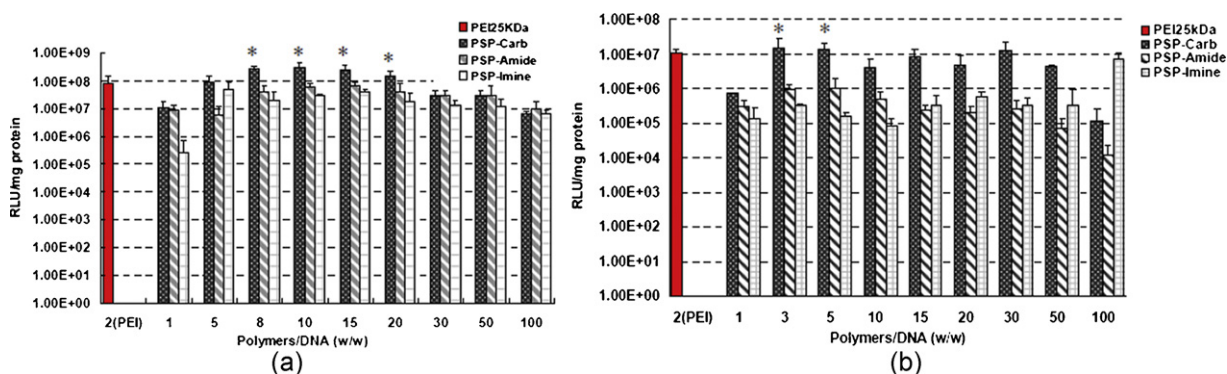 (a)
PEI25KDa
PSP-Carb
PSP-Amide
PSP-Imine
RLU/mg protein
1.00E+09
1.00E+08
1.00E+07
1.00E+06
1.00E+05
1.00E+04
1.00E+03
1.00E+02
1.00E+01
1.00E+00
* * * *
2(PEI) 1 5 8 10 15 20 30 50 100
Polymers/DNA (w/w)
(a)
(b)
PEI25KDa
PSP-Carb
PSP-Amide
PSP-Imine
RLU/mg protein
1.00E+08
1.00E+07
1.00E+06
1.00E+05
1.00E+04
1.00E+03
1.00E+02
1.00E+01
1.00E+00
* *
2(PEI) 1 3 5 10 15 20 30 50 100
Polymers/DNA (w/w)
(b)